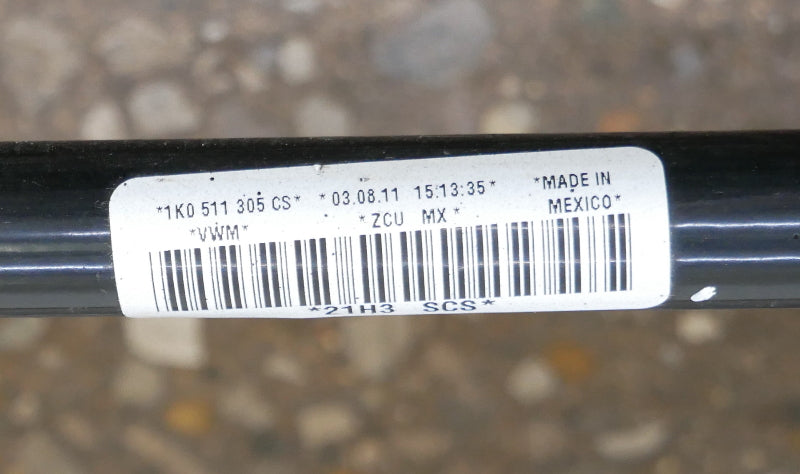 *1K0 511 305 CS* *03.08.11 15:13:35* *MADE IN
*VWM* *ZCU MX* MEXICO*
*21H3 SCS*